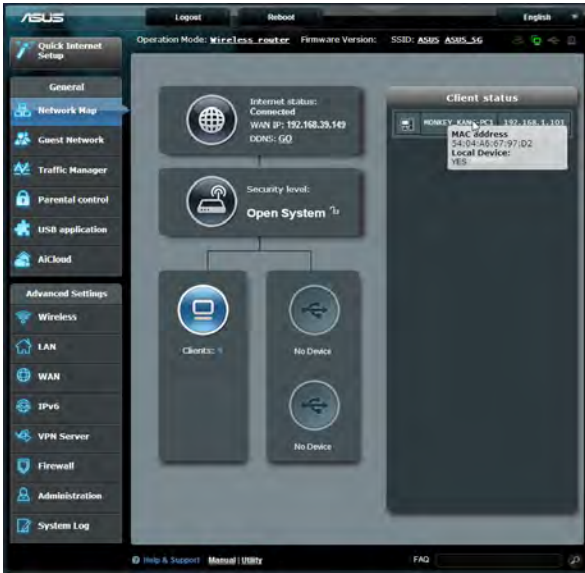 ASUS
Logout
Reboot
English
Quick Internet
Setup
Operation Mode: Wireless router Firmware Version: SSID: ASUS ASUS_5G
General
Network Map
Guest Network
Traffic Manager
Parental control
USB application
AiCloud
Advanced Settings
Wireless
LAN
WAN
IPv6
VPN Server
Firewall
Administration
System Log
Internet status:
Connected
WAN IP: 192.168.39.149
DDNS: GO
Security level:
Open System
Clients:
No Device
No Device
Client status
192.168.1.101
MAC address
54:04:A6:67:97:D2
Local Device:
YES
Help & Support Manual | Utility
FAQ